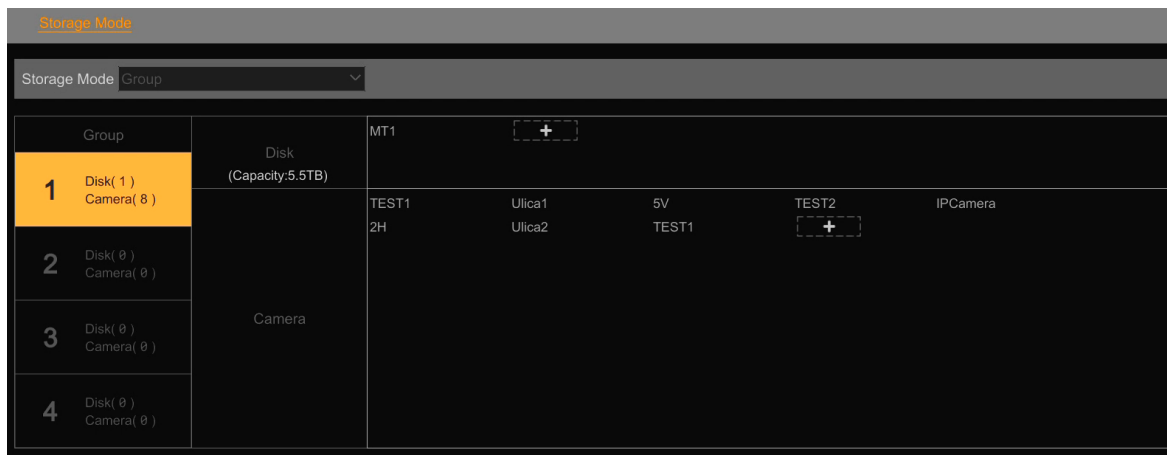 Storage Mode
Storage Mode Group
Group
Disk
(Capacity:5.5TB)
MT1 +
1
Disk( 1 )
Camera( 8 )
TEST1 Ulica1 5V TEST2 IPCamera
2H Ulica2 TEST1 +
2
Disk( 0 )
Camera( 0 )
Camera
3
Disk( 0 )
Camera( 0 )
4
Disk( 0 )
Camera( 0 )